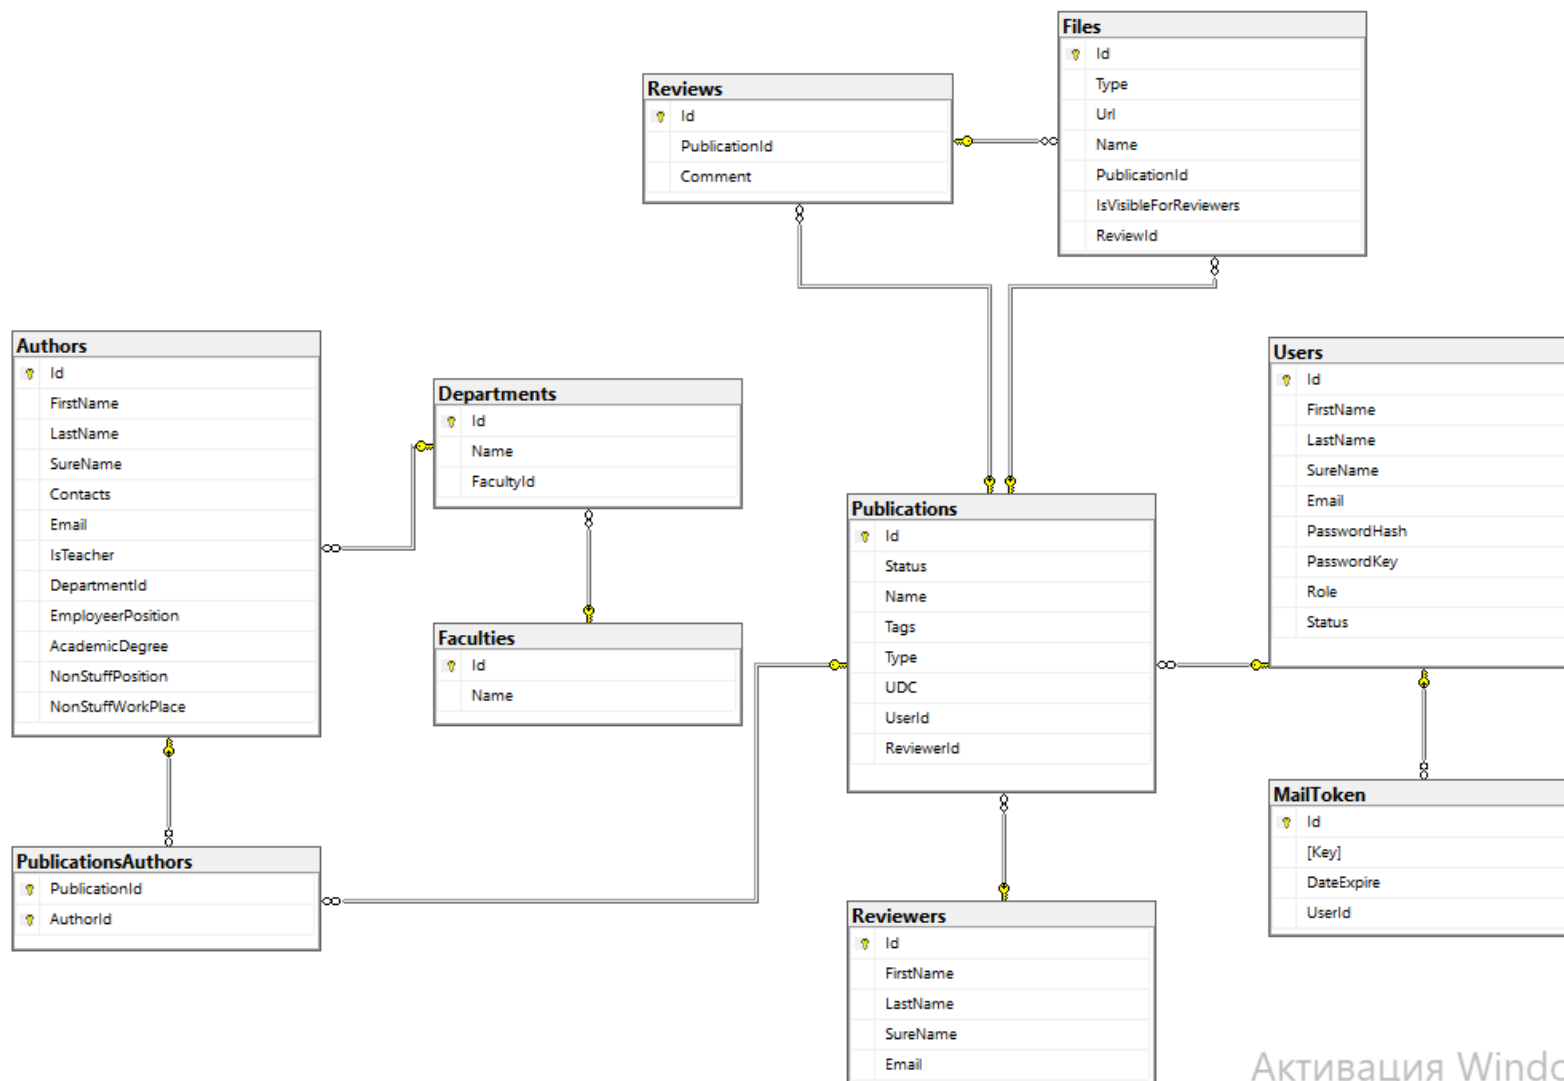 Files
Id
Type
Url
Name
PublicationId
IsVisibleForReviewers
ReviewId
Reviews
Id
PublicationId
Comment
Authors
Id
FirstName
LastName
SureName
Contacts
Email
IsTeacher
DepartmentId
EmployeerPosition
AcademicDegree
NonStuffPosition
NonStuffWorkPlace
Departments
Id
Name
FacultyId
Faculties
Id
Name
Publications
Id
Status
Name
Tags
Type
UDC
UserId
ReviewerId
Users
Id
FirstName
LastName
SureName
Email
PasswordHash
PasswordKey
Role
Status
MailToken
Id
[Key]
DateExpire
UserId
PublicationsAuthors
PublicationId
AuthorId
Reviewers
Id
FirstName
LastName
SureName
Email
Активация Windo